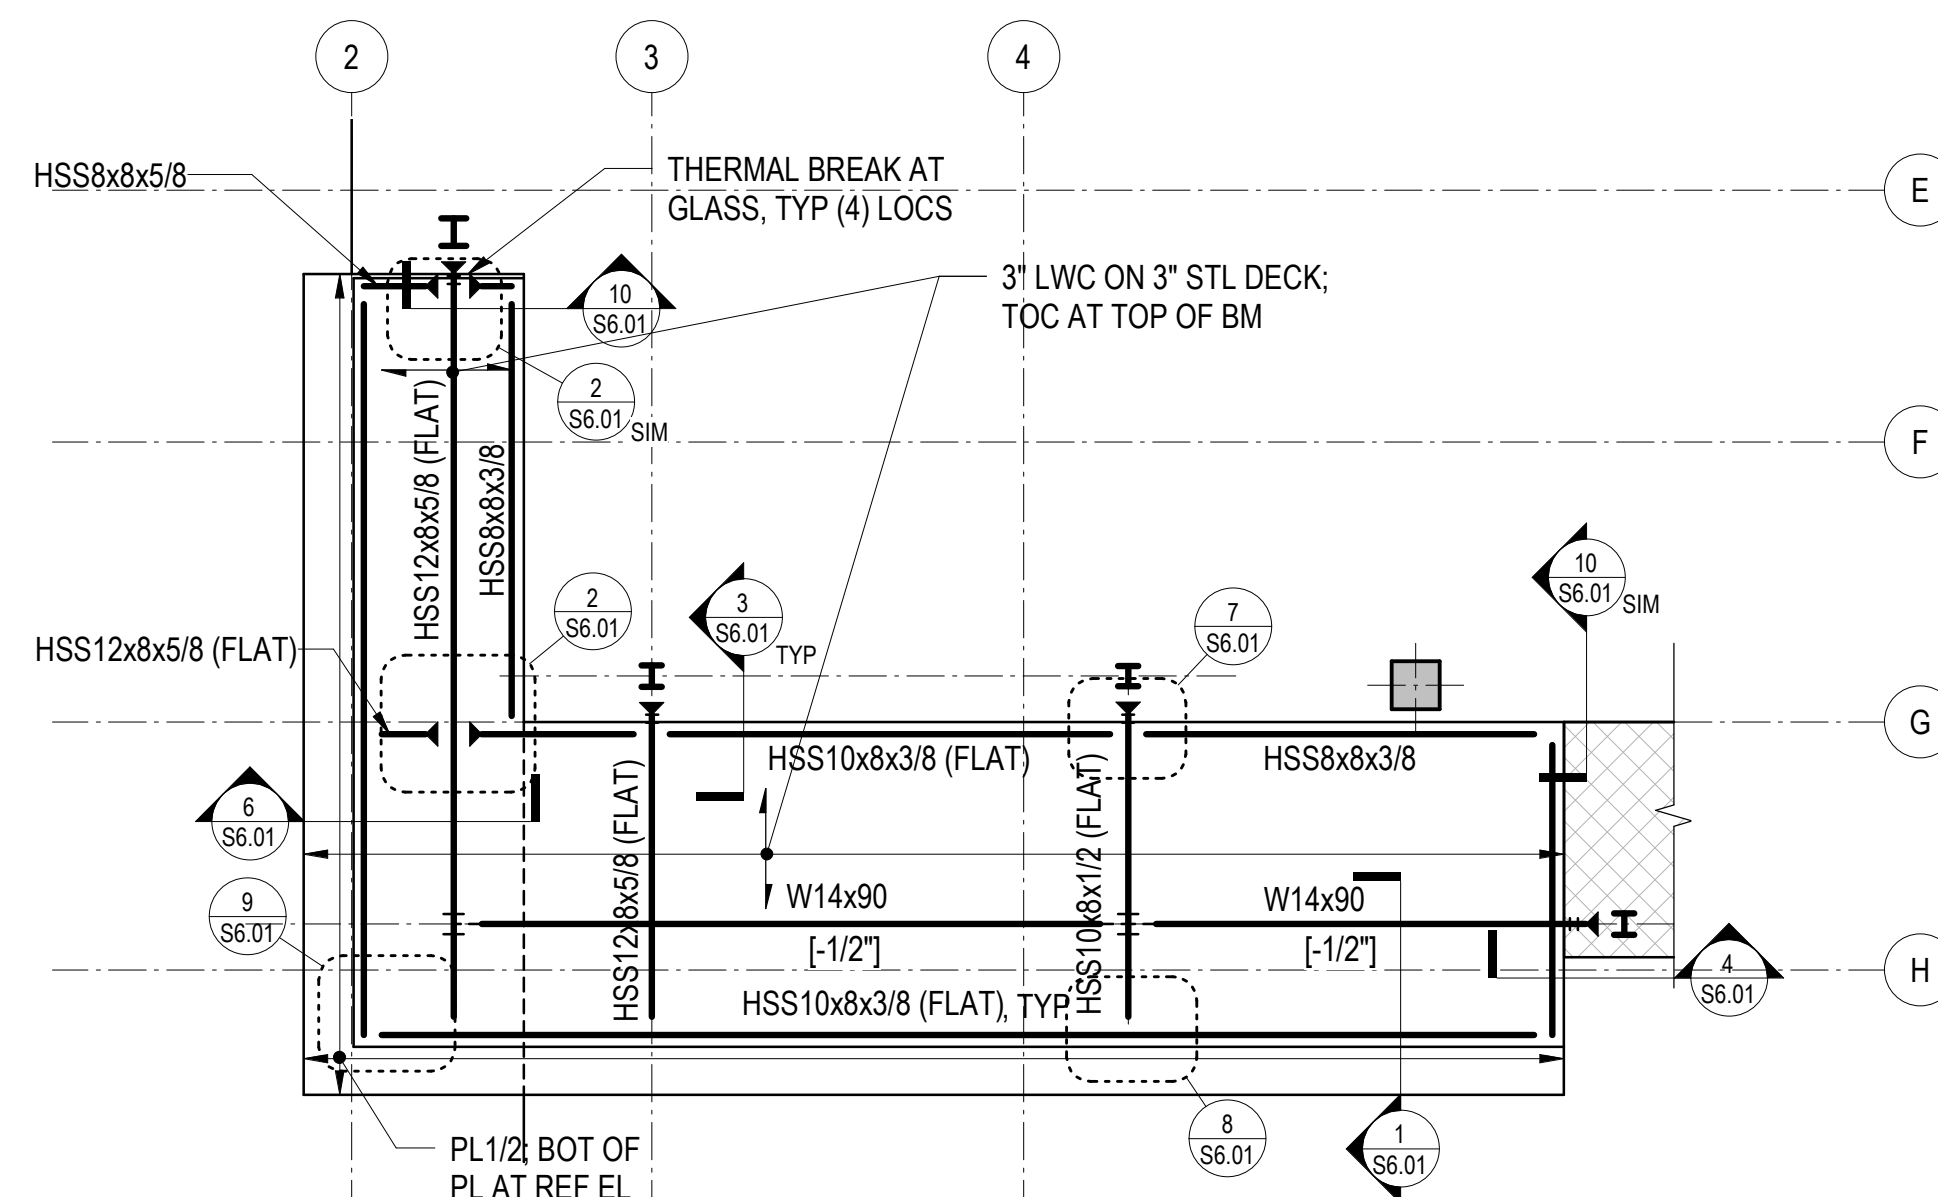 2
3
4
HSS8x8x5/8
THERMAL BREAK AT
GLASS, TYP (4) LOCS
E
3" LWC ON 3" STL DECK;
TOC AT TOP OF BM
10
S6.01
2
S6.01
SIM
F
HSS12x8x5/8 (FLAT)
HSS8x8x3/8
10
S6.01
SIM
2
S6.01
3
S6.01
TYP
7
S6.01
HSS12x8x5/8 (FLAT)
G
HSS10x8x3/8 (FLAT)
HSS8x8x3/8
6
S6.01
HSS12x8x5/8 (FLAT)
HSS10x8x1/2 (FLAT)
W14x90
[-1/2"]
W14x90
[-1/2"]
9
S6.01
H
4
S6.01
HSS10x8x3/8 (FLAT), TYP
8
S6.01
1
S6.01
PL1/2; BOT OF
PL AT REF EL